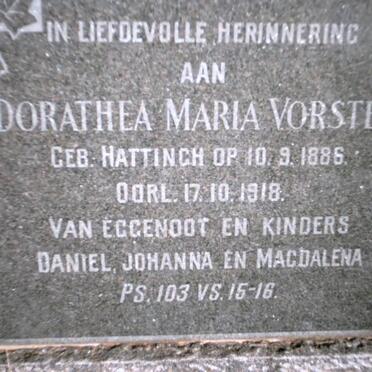 IN LIEFDEVOLLE HERINNERING
AAN
DORATHEA MARIA VORSTE
GEB. HATTINGH OP 10.9.1886.
OORL. 17.10.1918.
VAN EGGENOOT EN KINDERS
DANIEL, JOHANNA EN MAGDALENA
PS. 103 VS. 15-16.